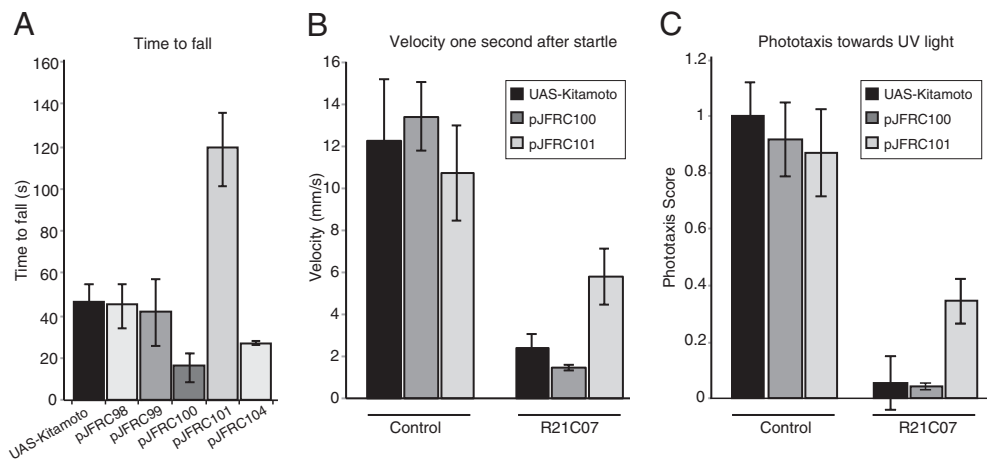 A
Time to fall
Time to fall (s)
160
140
120
100
80
60
40
20
0
UAS-Kitamoto
pJFRC98
pJFRC99
pJFRC100
pJFRC101
pJFRC104
B
Velocity one second after startle
Velocity (mm/s)
16
14
12
10
8
6
4
2
0
UAS-Kitamoto
pJFRC100
pJFRC101
Control
R21C07
C
Phototaxis towards UV light
Phototaxis Score
1.2
1
0.8
0.6
0.4
0.2
0
UAS-Kitamoto
pJFRC100
pJFRC101
Control
R21C07